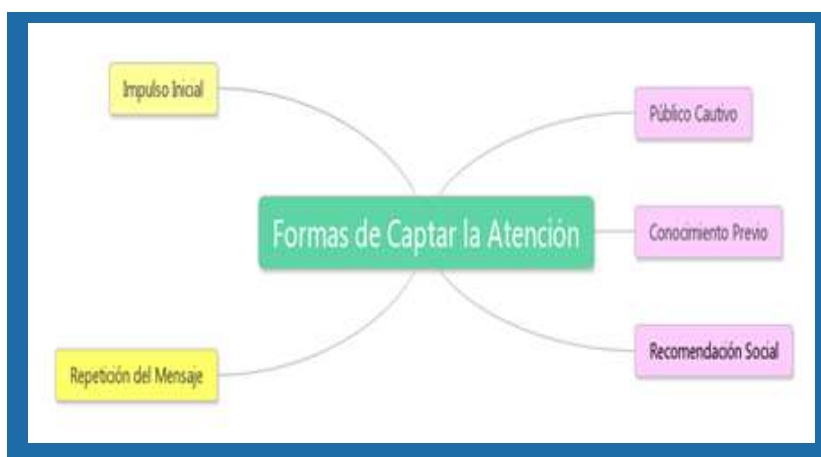 Impulso Inicial
Público Cautivo
Formas de Captar la Atención
Conocimiento Previo
Recomendación Social
Repetición del Mensaje